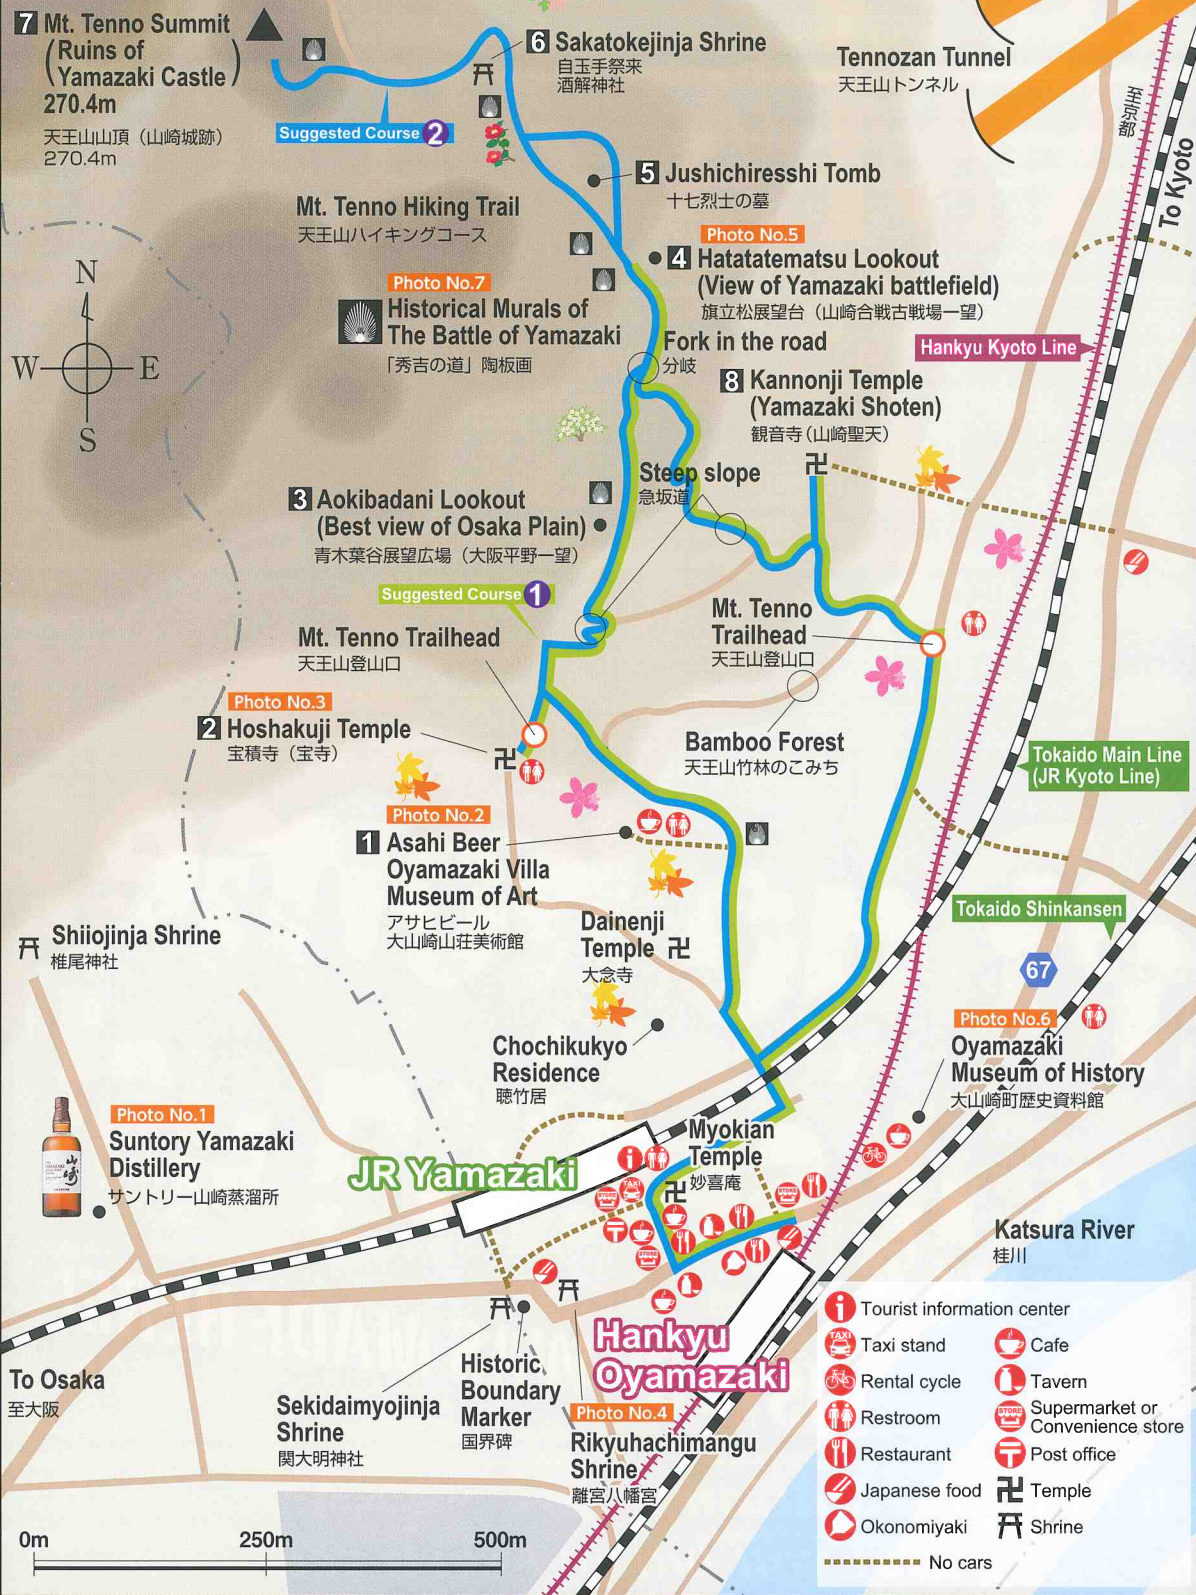 7 Mt. Tenno Summit
(Ruins of
Yamazaki Castle)
270.4m
天王山山頂（山崎城跡）
270.4m
6 Sakatokejinja Shrine
自玉手祭来
酒解神社
Tennozan Tunnel
天王山トンネル
至京都
To Kyoto
Suggested Course 2
5 Jushichiresshi Tomb
十七烈士の墓
Mt. Tenno Hiking Trail
天王山ハイキングコース
Photo No.5
4 Hatatatematsu Lookout
(View of Yamazaki battlefield)
旗立松展望台（山崎合戦古戦場一望）
N
W E
S
Photo No.7
Historical Murals of
The Battle of Yamazaki
「秀吉の道」陶板画
Fork in the road
分岐
Hankyu Kyoto Line
8 Kannonji Temple
(Yamazaki Shoten)
観音寺（山崎聖天）
Steep slope
急坂道
3 Aokibadani Lookout
(Best view of Osaka Plain)
青木葉谷展望広場（大阪平野一望）
Suggested Course 1
Mt. Tenno Trailhead
天王山登山口
Mt. Tenno
Trailhead
天王山登山口
Photo No.3
2 Hoshakuji Temple
宝積寺（宝寺）
Bamboo Forest
天王山竹林のこみち
Tokaido Main Line
(JR Kyoto Line)
Photo No.2
1 Asahi Beer
Oyamazaki Villa
Museum of Art
アサヒビール
大山崎山荘美術館
Tokaido Shinkansen
Dainenji
Temple
大念寺
67
Shiiojinja Shrine
椎尾神社
Chochikukyo
Residence
聴竹居
Photo No.6
Oyamazaki
Museum of History
大山崎町歴史資料館
Photo No.1
Suntory Yamazaki
Distillery
サントリー山崎蒸溜所
山崎
JR Yamazaki
Myokian
Temple
妙喜庵
TAXI
STORE
STORE
STORE
Katsura River
桂川
Hankyu
Oyamazaki
To Osaka
至大阪
Sekidaimyojinja
Shrine
関大明神社
Historic
Boundary
Marker
国界碑
Photo No.4
Rikyuhachimangu
Shrine
離宮八幡宮
Tourist information center
TAXI Taxi stand
Cafe
Rental cycle
Tavern
Restroom
STORE Supermarket or
Convenience store
Restaurant
Post office
Japanese food
Temple
Okonomiyaki
Shrine
No cars
0m 250m 500m